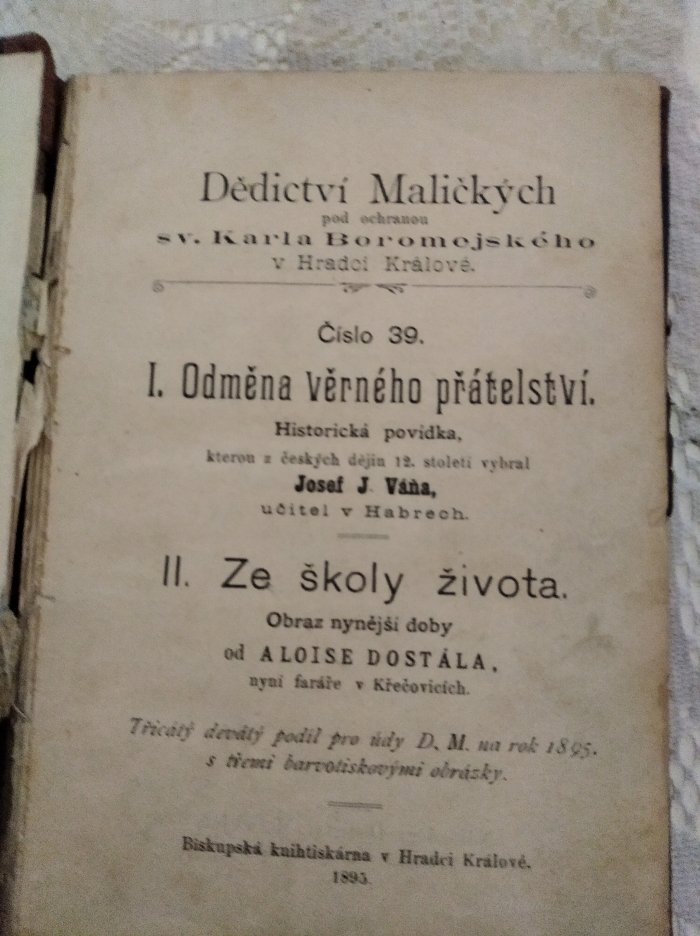 Dědictví Maličkých
pod ochranou
sv. Karla Boromejského
v Hradci Králové.
Číslo 39.
I. Odměna věrného přátelství.
Historická povídka,
kterou z českých dějin 12. století vybral
Josef J. Váňa,
učitel v Habrech.
II. Ze školy života.
Obraz nynější doby
od ALOISE DOSTÁLA,
nyní faráře v Křečovicích.
Třicátý devátý podíl pro údy D. M. na rok 1895.
s třemi barvotiskovými obrázky.
Biskupská knihtiskárna v Hradci Králové.
1895.